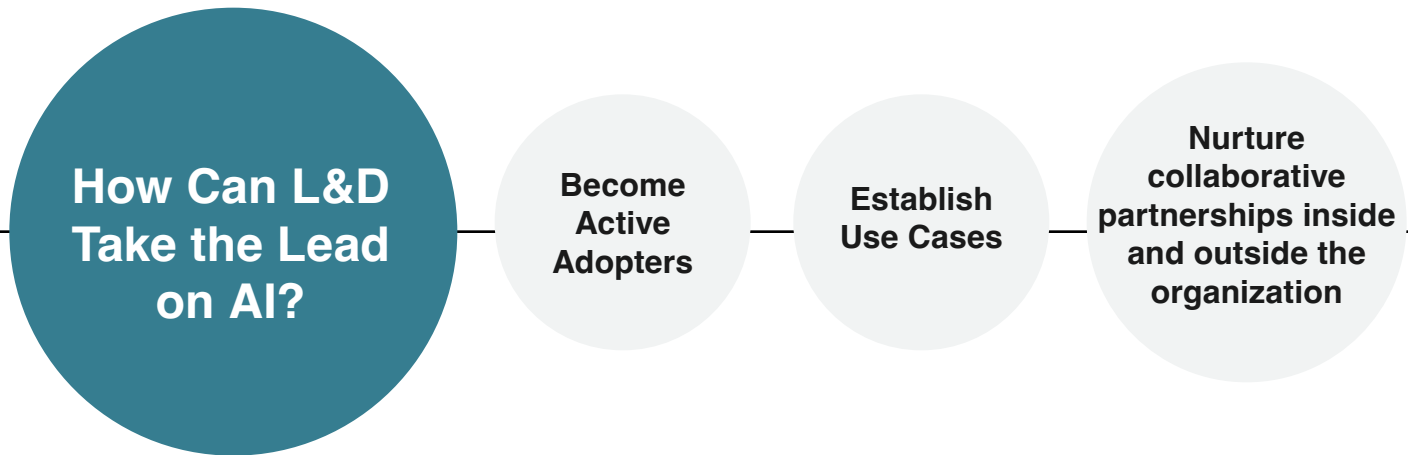 How Can L&D
Take the Lead
on AI?
Become
Active
Adopters
Establish
Use Cases
Nurture
collaborative
partnerships inside
and outside the
organization